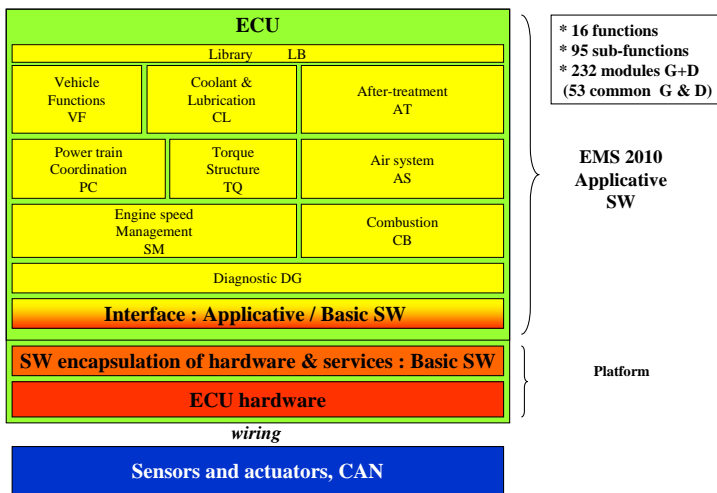 ECU
Library LB
Vehicle
Functions
VF
Coolant &
Lubrication
CL
After-treatment
AT
Power train
Coordination
PC
Torque
Structure
TQ
Air system
AS
Engine speed
Management
SM
Combustion
CB
Diagnostic DG
Interface : Applicative / Basic SW
SW encapsulation of hardware & services : Basic SW
ECU hardware
wiring
Sensors and actuators, CAN
* 16 functions
* 95 sub-functions
* 232 modules G+D
(53 common G & D)
EMS 2010
Applicative
SW
Platform